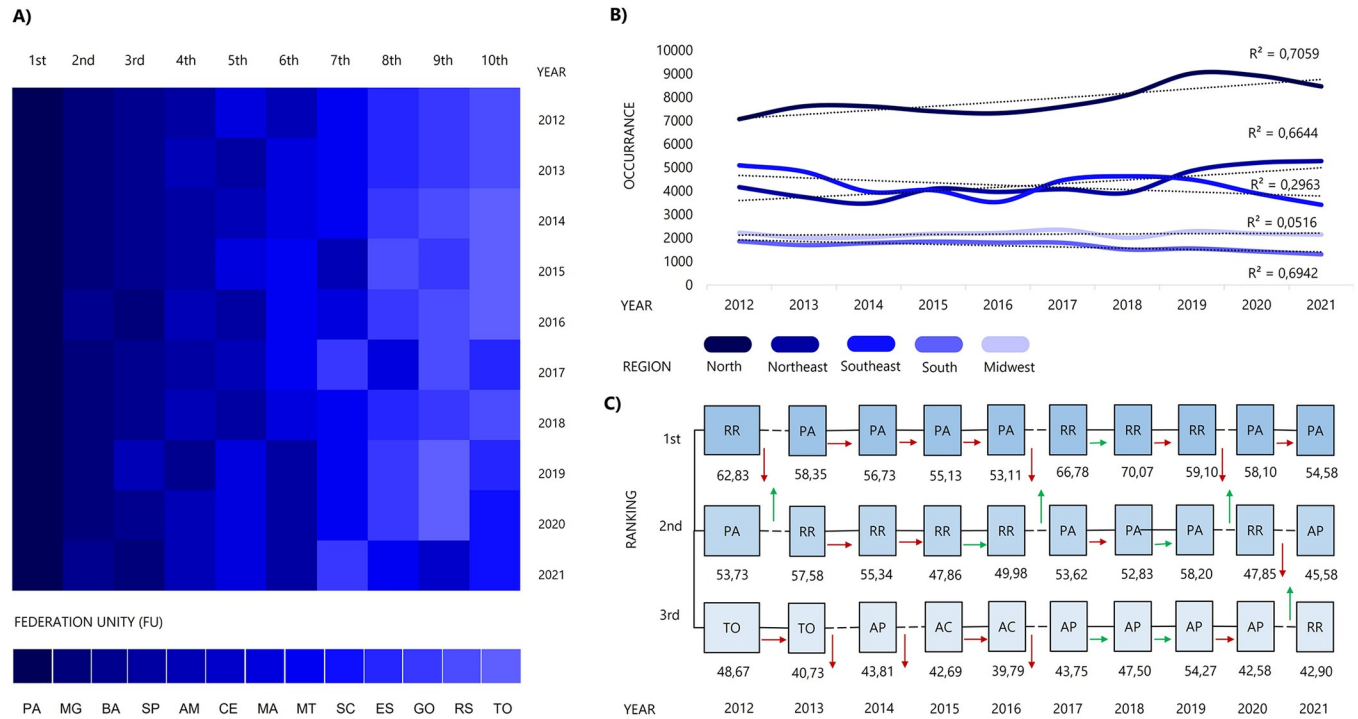 A)
1st 2nd 3rd 4th 5th 6th 7th 8th 9th 10th
YEAR
2012
2013
2014
2015
2016
2017
2018
2019
2020
2021
FEDERATION UNITY (FU)
PA MG BA SP AM CE MA MT SC ES GO RS TO
B)
OCCURRANCE
10000
9000
8000
7000
6000
5000
4000
3000
2000
1000
0
R² = 0,7059
R² = 0,6644
R² = 0,2963
R² = 0,0516
R² = 0,6942
YEAR 2012 2013 2014 2015 2016 2017 2018 2019 2020 2021
REGION North Northeast Southeast South Midwest
C)
RANKING
1st RR PA PA PA PA RR RR RR PA PA
62,83 58,35 56,73 55,13 53,11 66,78 70,07 59,10 58,10 54,58
2nd PA RR RR RR RR PA PA PA RR AP
53,73 57,58 55,34 47,86 49,98 53,62 52,83 58,20 47,85 45,58
3rd TO TO AP AC AC AP AP AP AP RR
48,67 40,73 43,81 42,69 39,79 43,75 47,50 54,27 42,58 42,90
YEAR 2012 2013 2014 2015 2016 2017 2018 2019 2020 2021